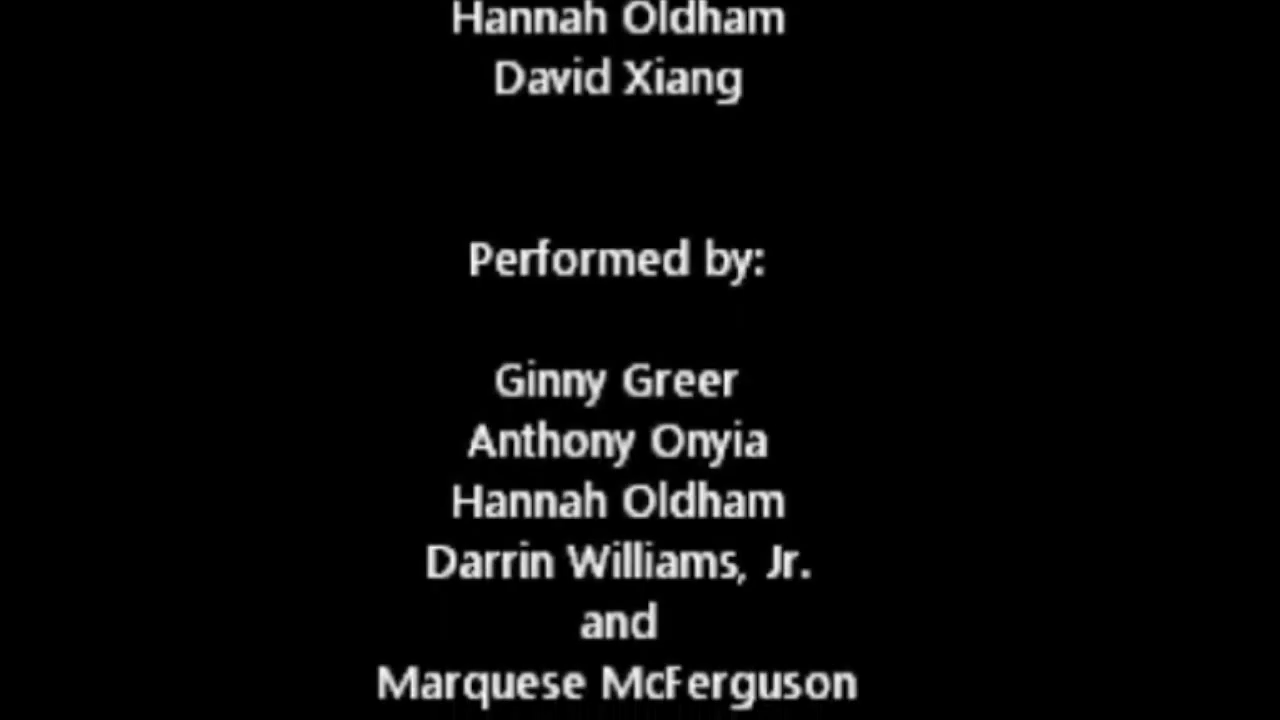 Hannah Oldham
David Xiang
Performed by:
Ginny Greer
Anthony Onyia
Hannah Oldham
Darrin Williams, Jr.
and
Marquese McFerguson